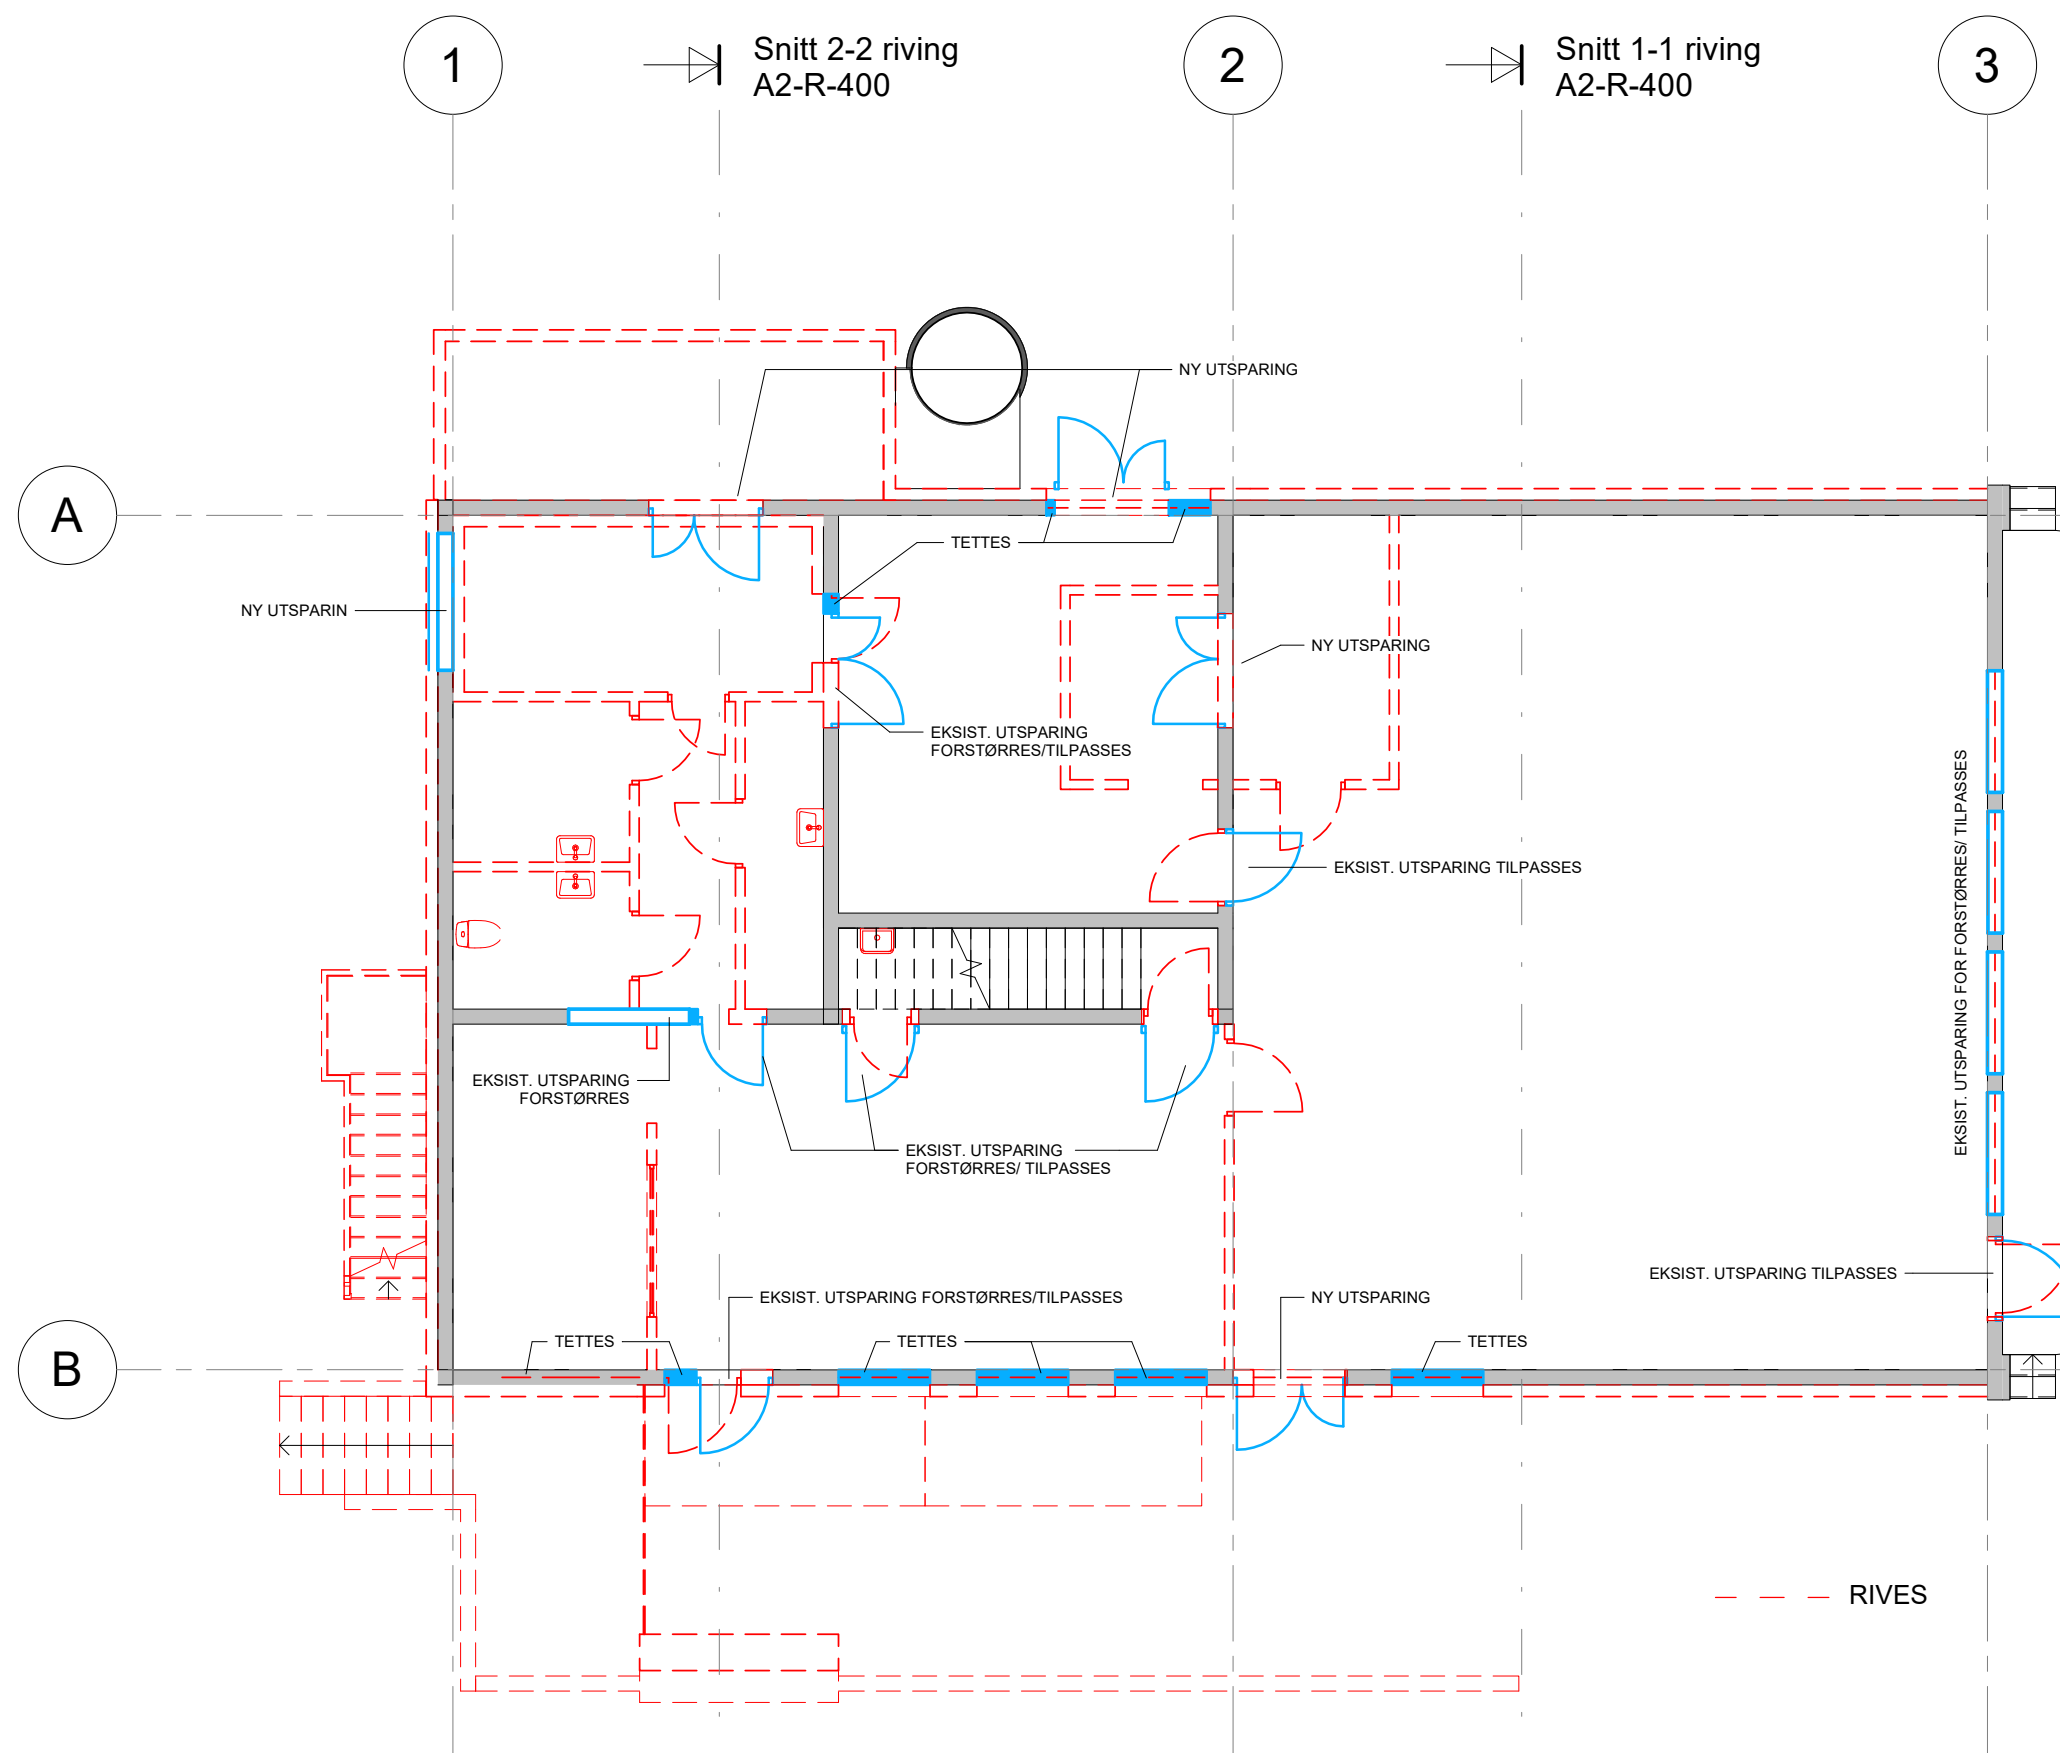 1
Snitt 2-2 riving
A2-R-400
2
Snitt 1-1 riving
A2-R-400
3
NY UTSPARING
A
TETTES
NY UTSPARIN
NY UTSPARING
EKSIST. UTSPARING
FORSTØRRES/TILPASSES
EKSIST. UTSPARING TILPASSES
EKSIST. UTSPARING FOR FORSTØRRES/ TILPASSES
EKSIST. UTSPARING
FORSTØRRES
EKSIST. UTSPARING
FORSTØRRES/ TILPASSES
EKSIST. UTSPARING TILPASSES
EKSIST. UTSPARING FORSTØRRES/TILPASSES
NY UTSPARING
TETTES
TETTES
TETTES
B
RIVES